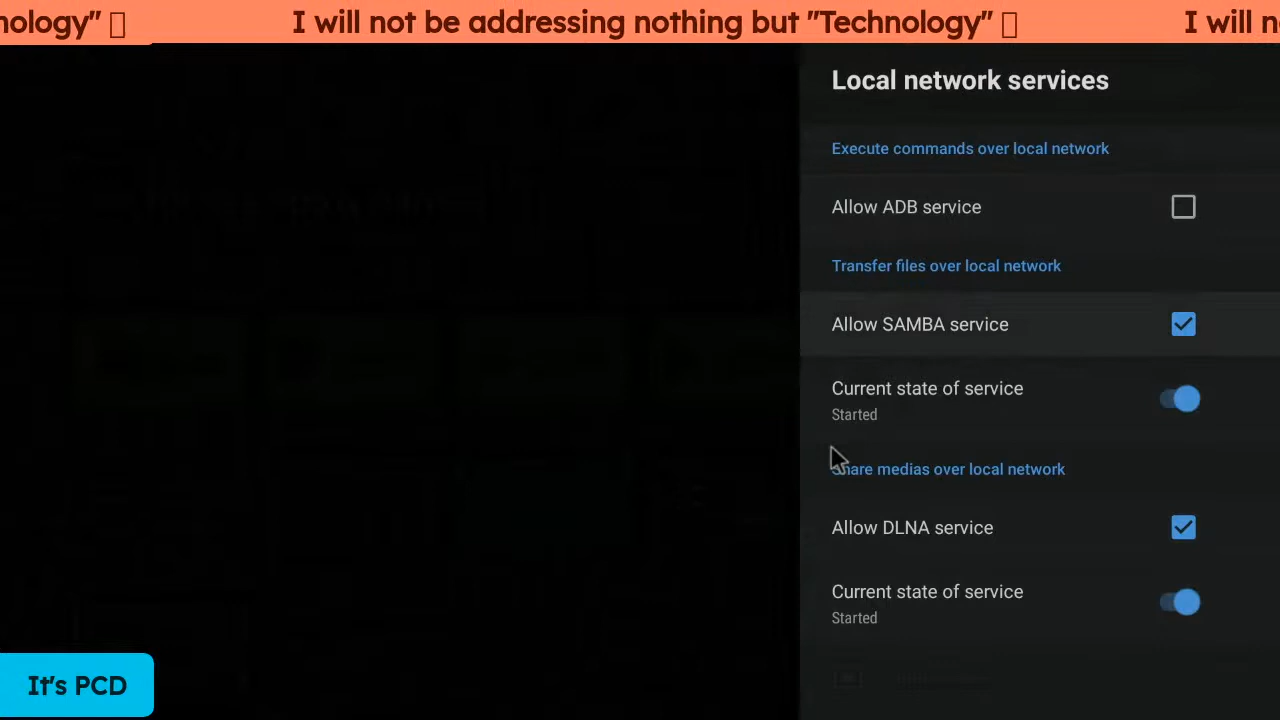 nology" I will not be addressing nothing but "Technology" I will n
Local network services
Execute commands over local network
Allow ADB service
Transfer files over local network
Allow SAMBA service
Current state of service
Started
Share medias over local network
Allow DLNA service
Current state of service
Started
It's PCD